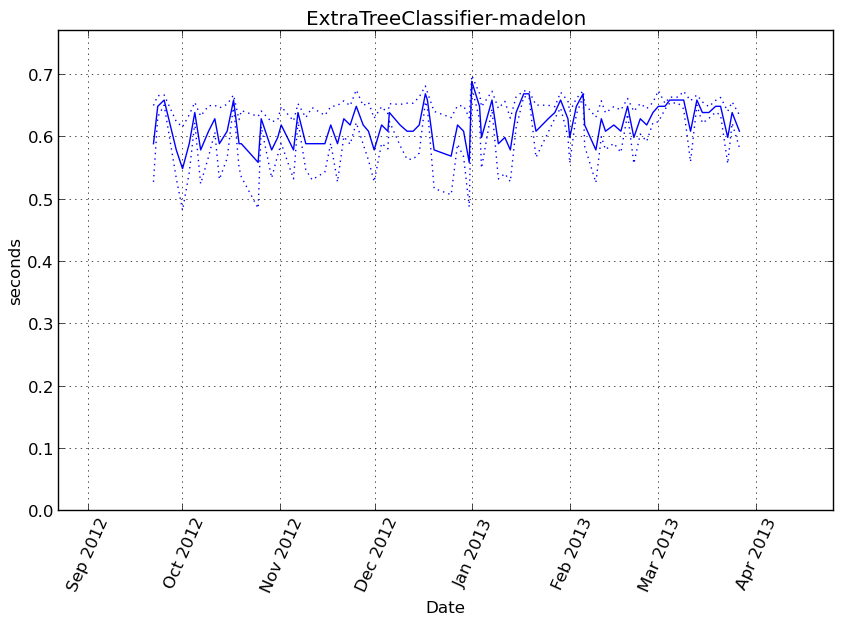 ExtraTreeClassifier-madelon
0.7
0.6
0.5
0.4
0.3
0.2
0.1
0.0
seconds
Sep 2012
Oct 2012
Nov 2012
Dec 2012
Jan 2013
Feb 2013
Mar 2013
Apr 2013
Date